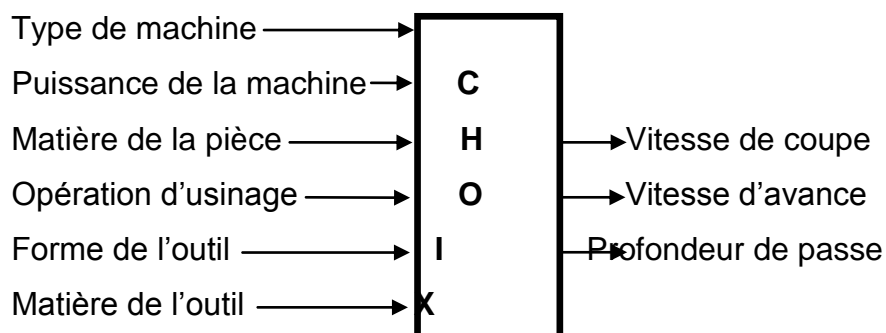 Type de machine
Puissance de la machine C
Matière de la pièce H Vitesse de coupe
Opération d’usinage O Vitesse d’avance
Forme de l’outil I Profondeur de passe
Matière de l’outil X